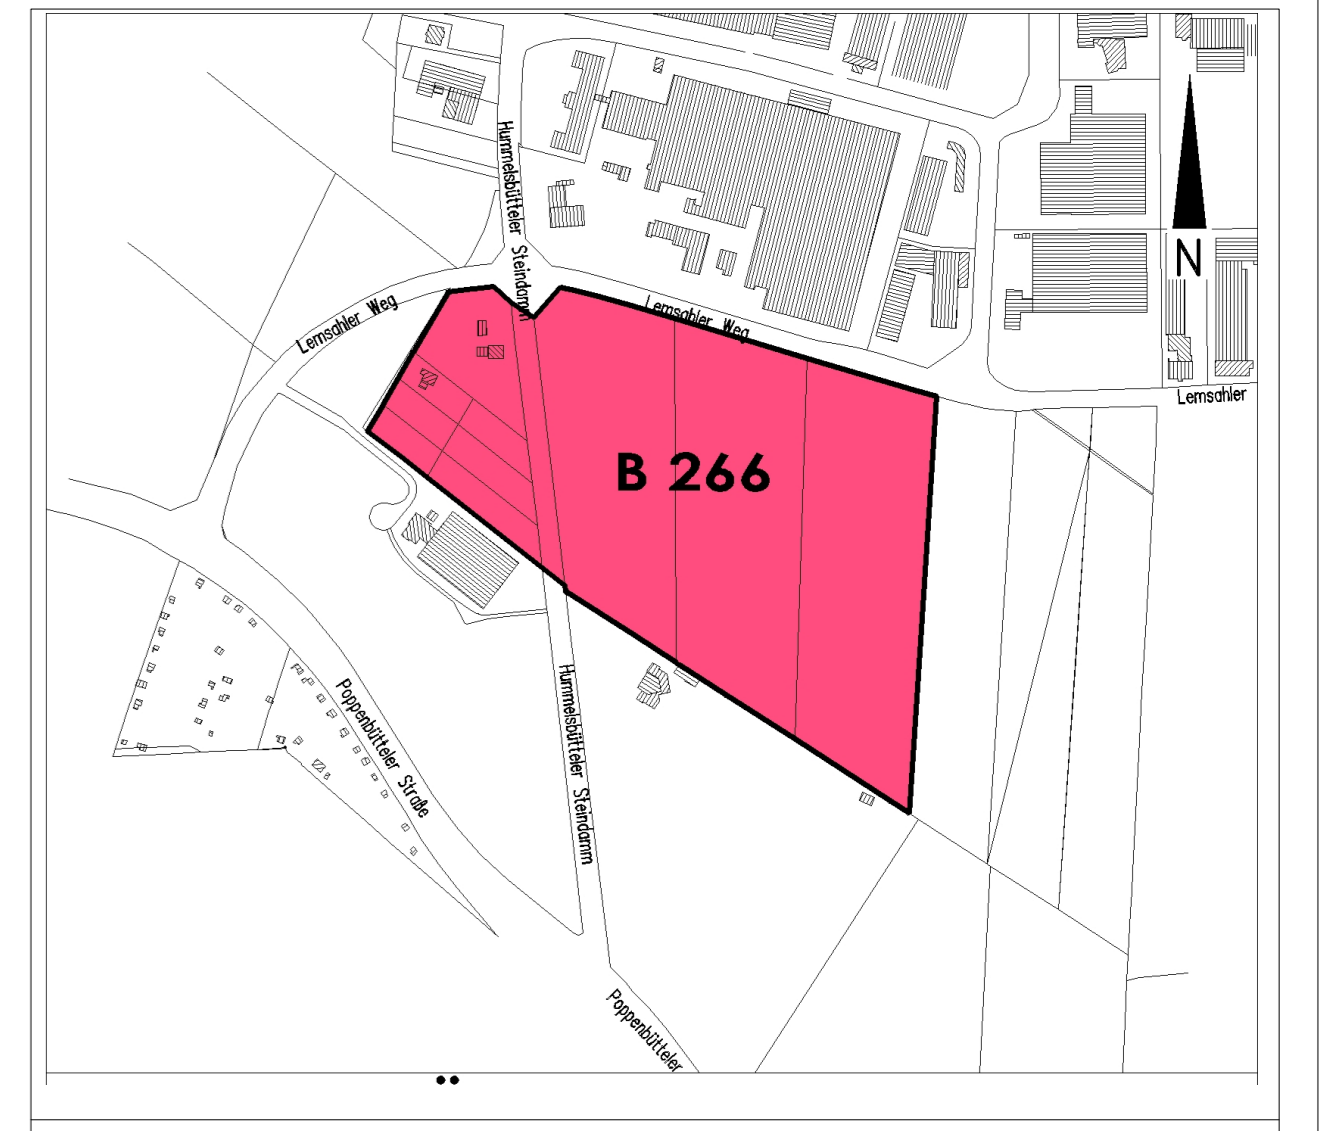 Hummelsbütteler Steindamm
N
Lemsahler Weg
Lemsahler Weg
Lemsahler
B 266
Hummelsbütteler Steindamm
Poppenbütteler Straße
Poppenbütteler